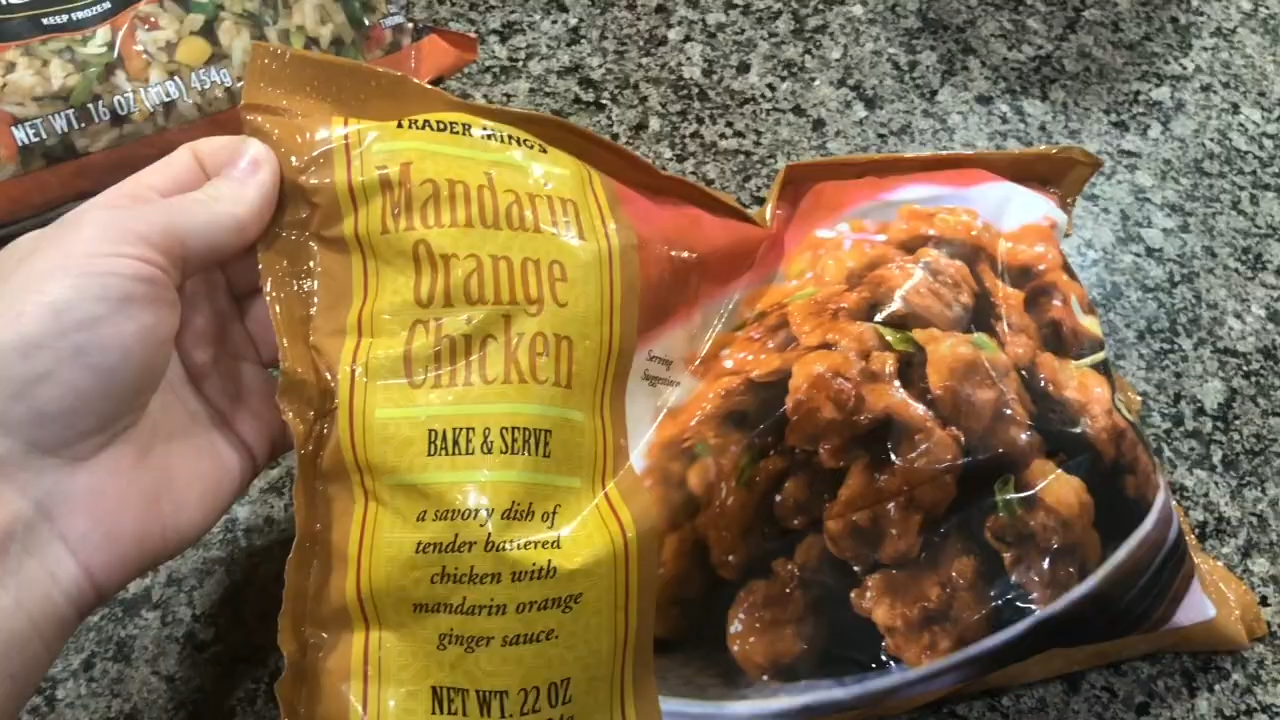 KEEP FROZEN
NET WT. 16 OZ (1LB) 454g
TRADER MING'S
Mandarin
Orange
Chicken
BAKE & SERVE
a savory dish of
tender battered
chicken with
mandarin orange
ginger sauce.
NET WT. 22 OZ
Serving
Suggestion